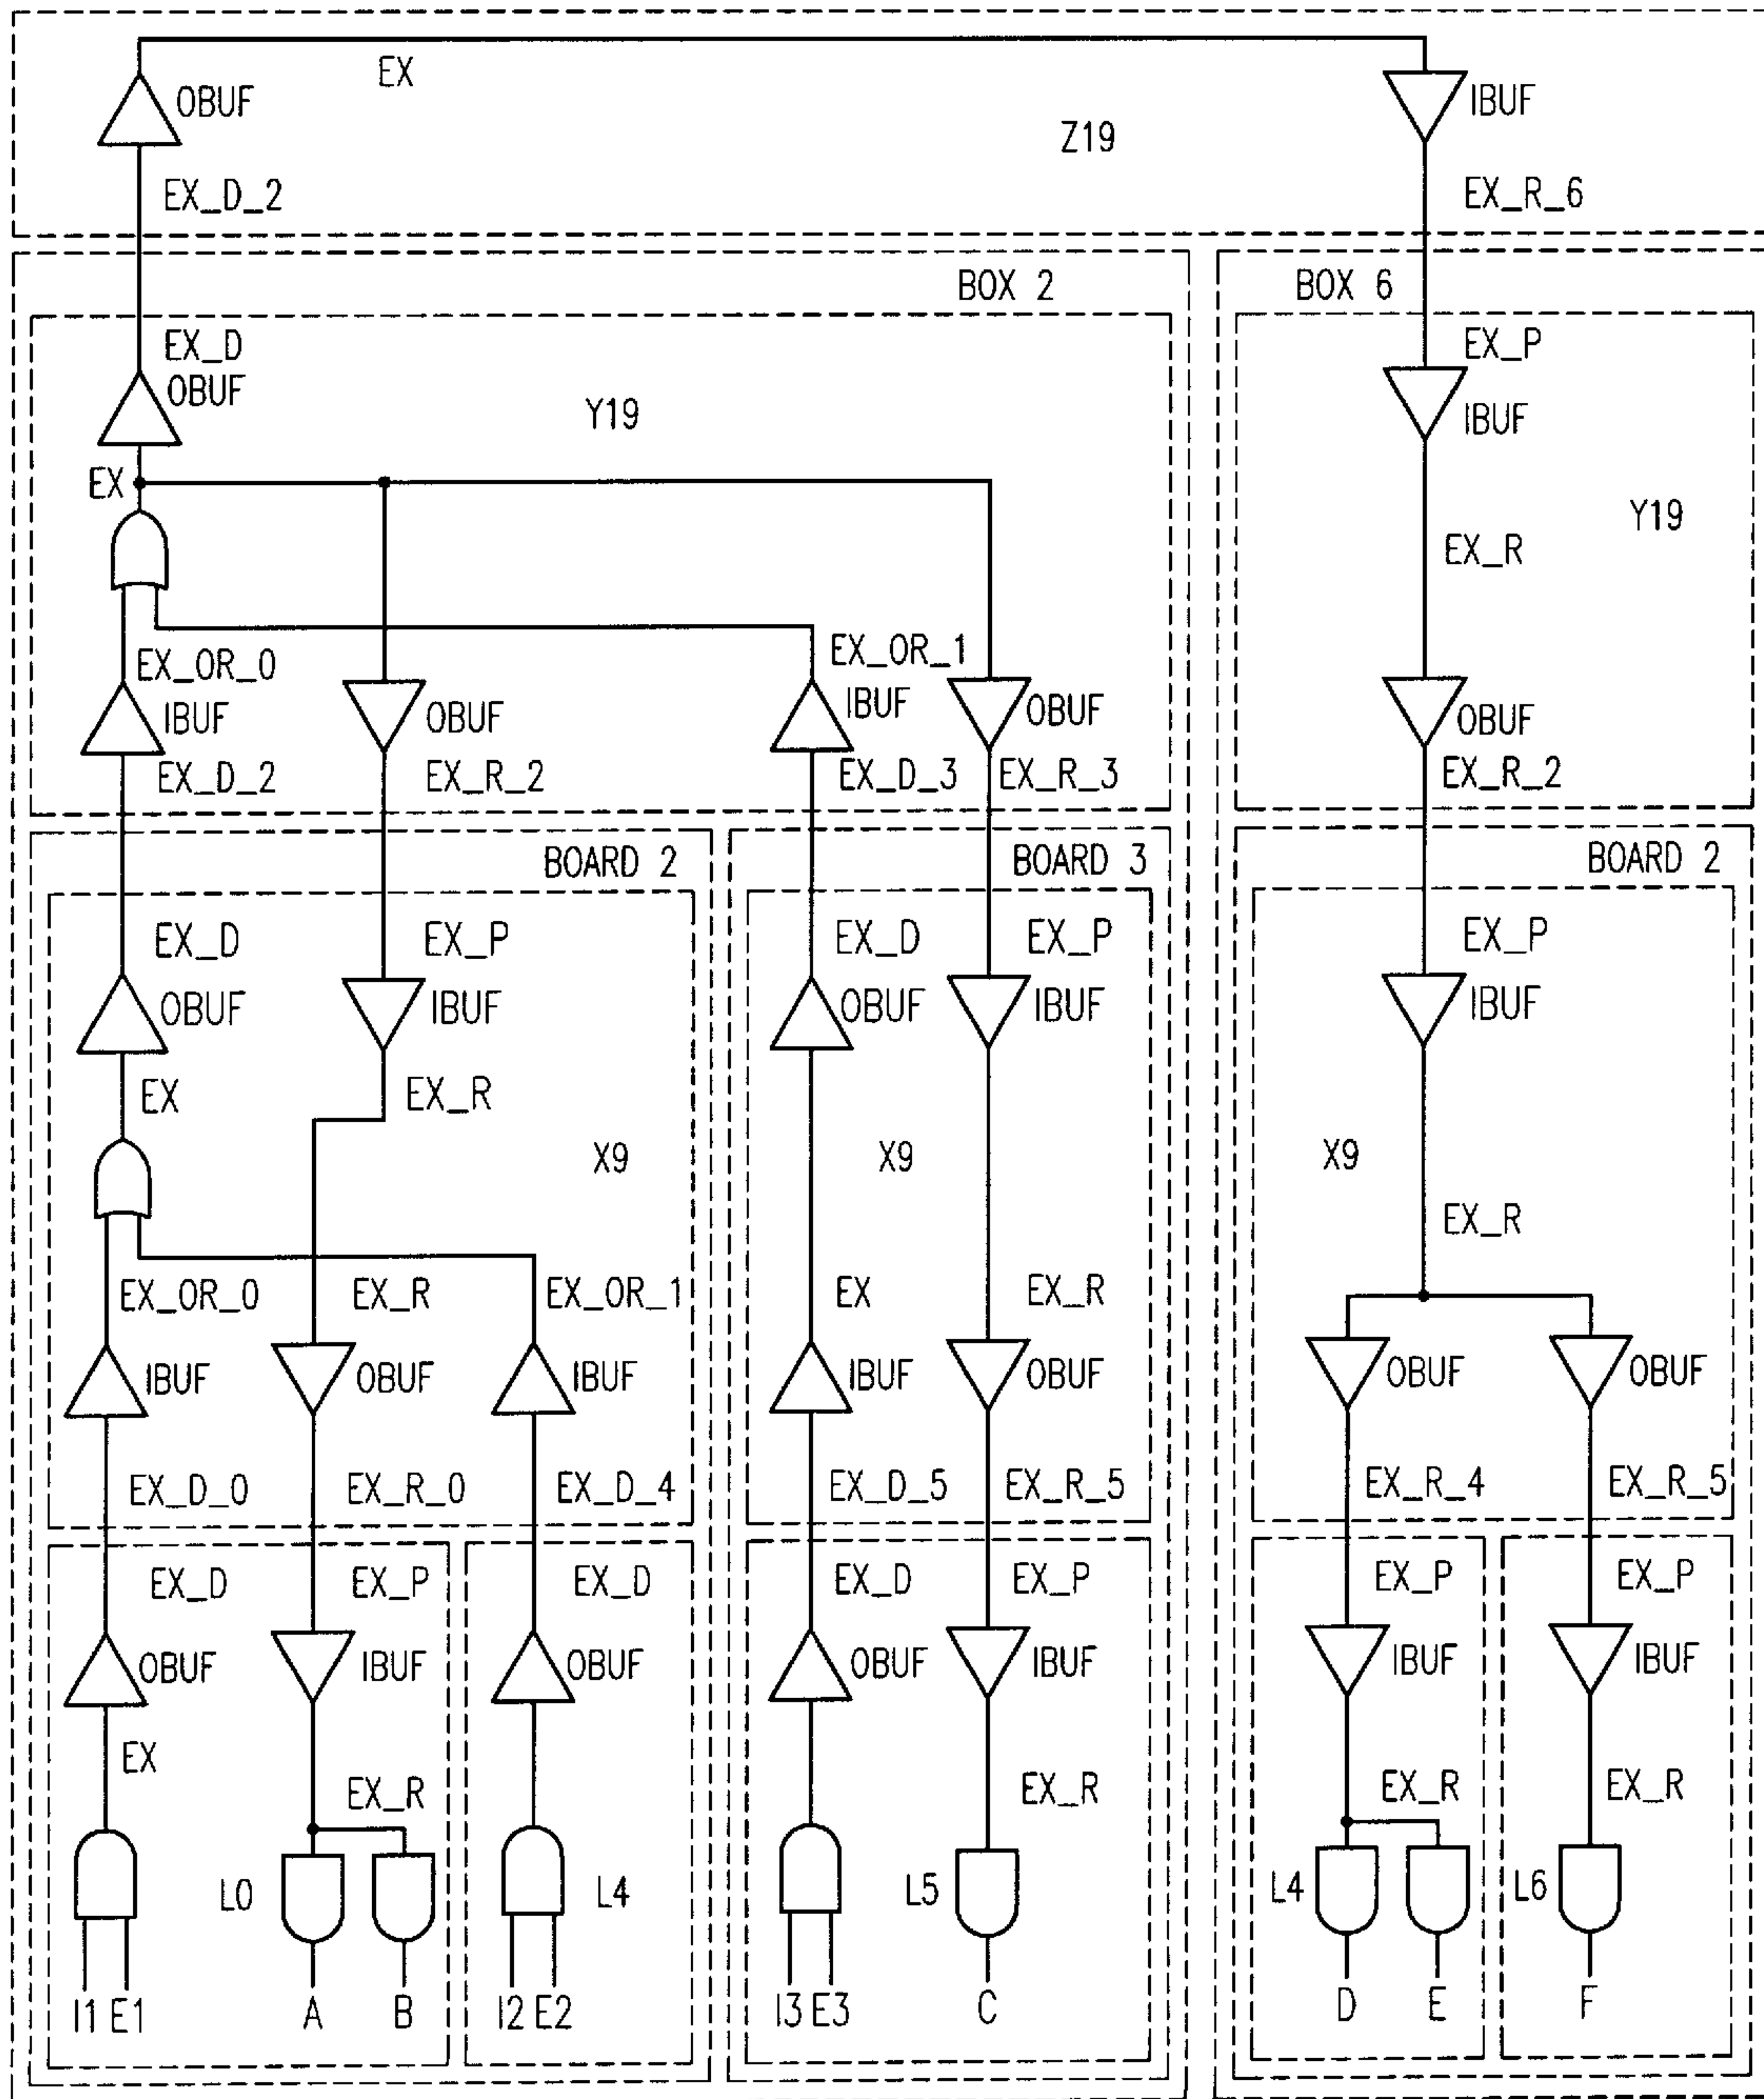 EX
OBUF
IBUF
Z19
EX_D_2
EX_R_6
BOX 2
BOX 6
EX_D
OBUF
Y19
EX_P
IBUF
EX
Y19
EX_R
EX_OR_0
IBUF
OBUF
EX_OR_1
IBUF
OBUF
OBUF
EX_D_2
EX_R_2
EX_D_3
EX_R_3
EX_R_2
BOARD 2
BOARD 3
BOARD 2
EX_D
EX_P
EX_D
EX_P
EX_P
OBUF
IBUF
OBUF
IBUF
IBUF
EX
EX_R
X9
X9
X9
EX_R
EX_OR_0
EX_R
EX_OR_1
EX
EX_R
IBUF
OBUF
IBUF
IBUF
OBUF
OBUF
OBUF
EX_D_0
EX_R_0
EX_D_4
EX_D_5
EX_R_5
EX_R_4
EX_R_5
EX_D
EX_P
EX_D
EX_D
EX_P
EX_P
EX_P
OBUF
IBUF
OBUF
OBUF
IBUF
IBUF
IBUF
EX
EX_R
EX_R
EX_R
EX_R
L0
L4
L5
L4
L6
I1 E1
A
B
I2 E2
I3 E3
C
D
E
F